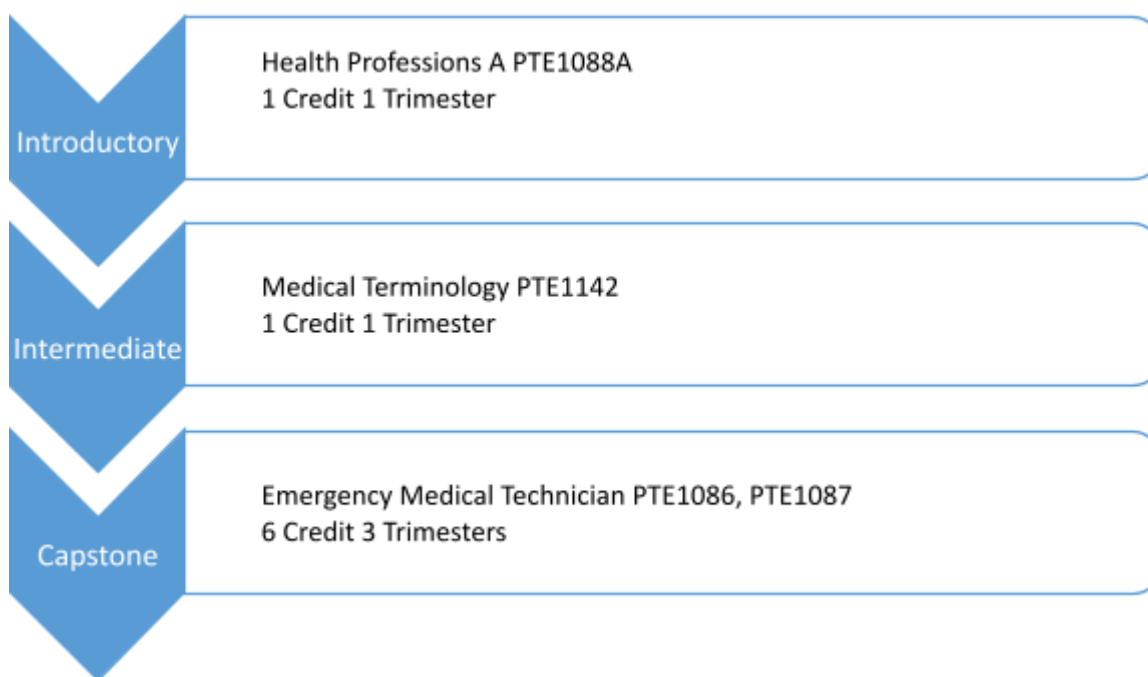 Introductory
Health Professions A PTE1088A
1 Credit 1 Trimester
Intermediate
Medical Terminology PTE1142
1 Credit 1 Trimester
Capstone
Emergency Medical Technician PTE1086, PTE1087
6 Credit 3 Trimesters